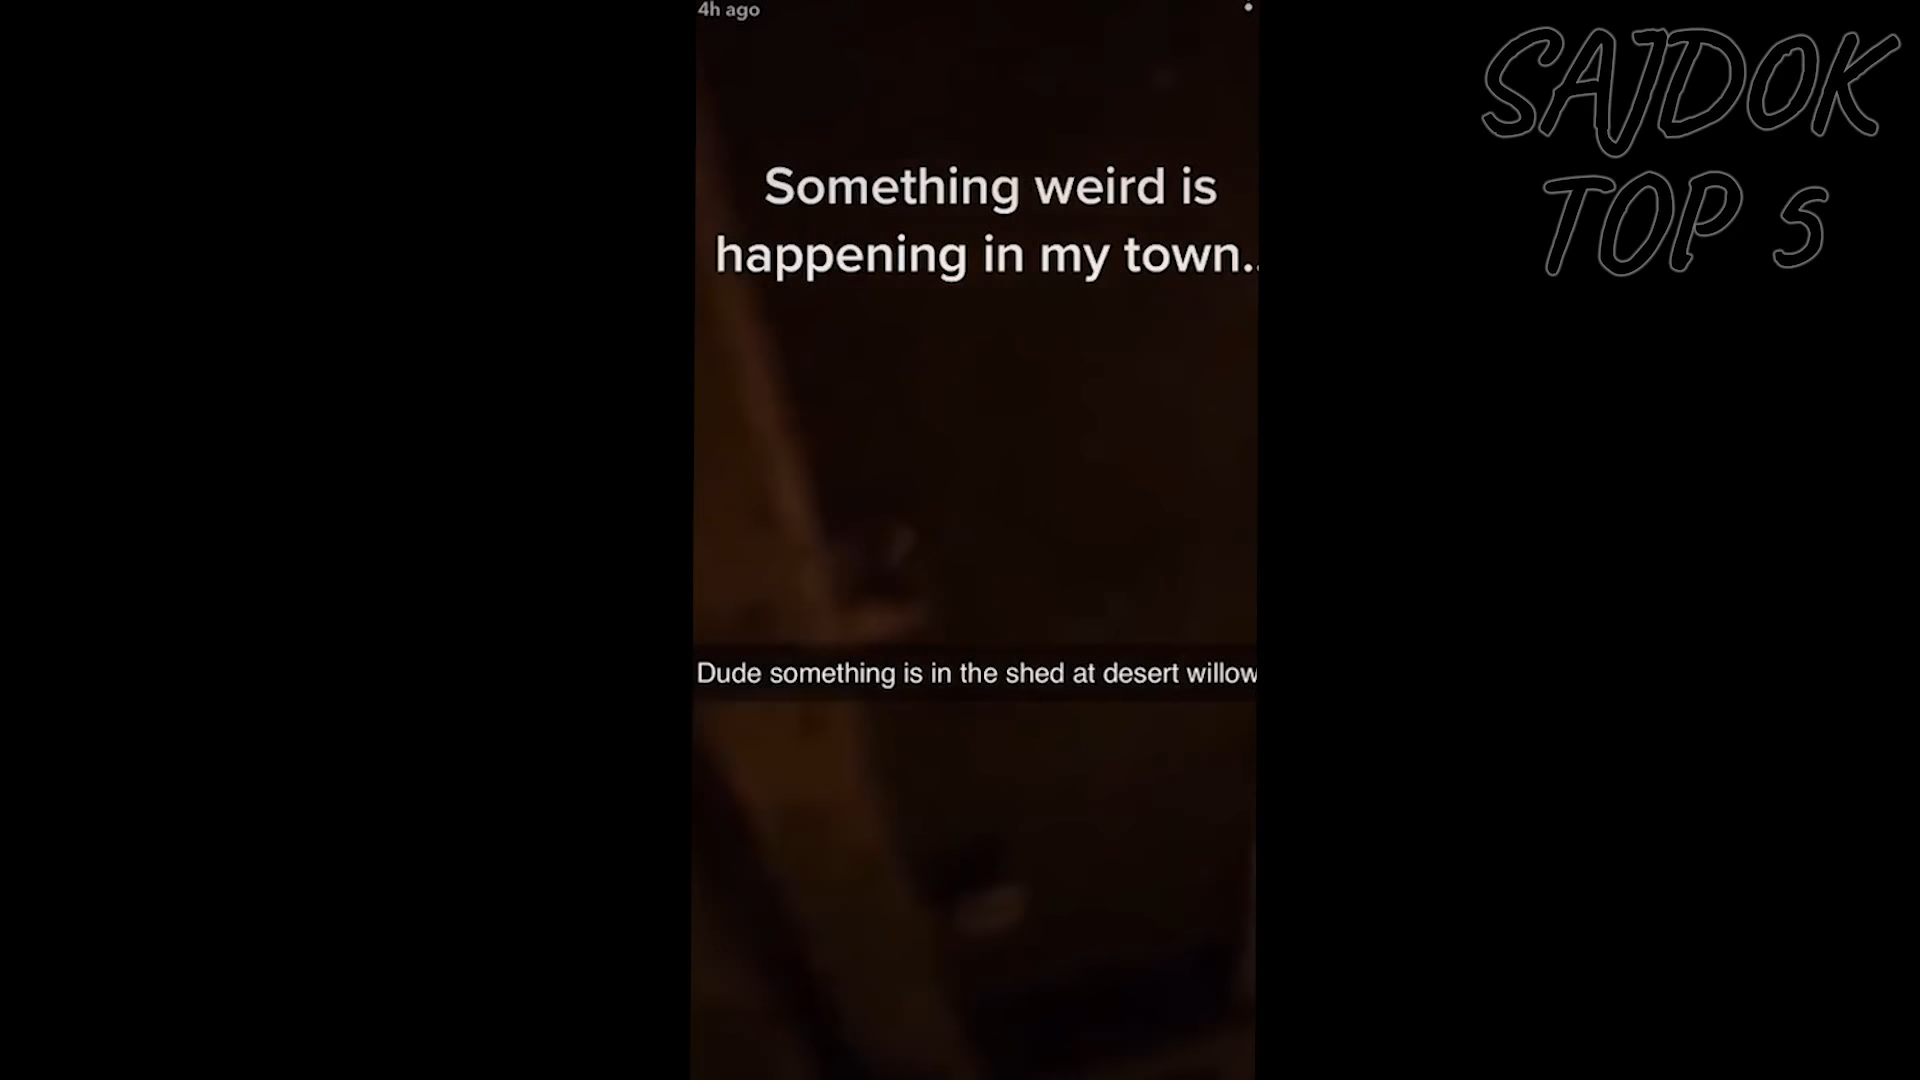 4h ago
SAJDOK
TOP 5
Something weird is
happening in my town..
Dude something is in the shed at desert willow